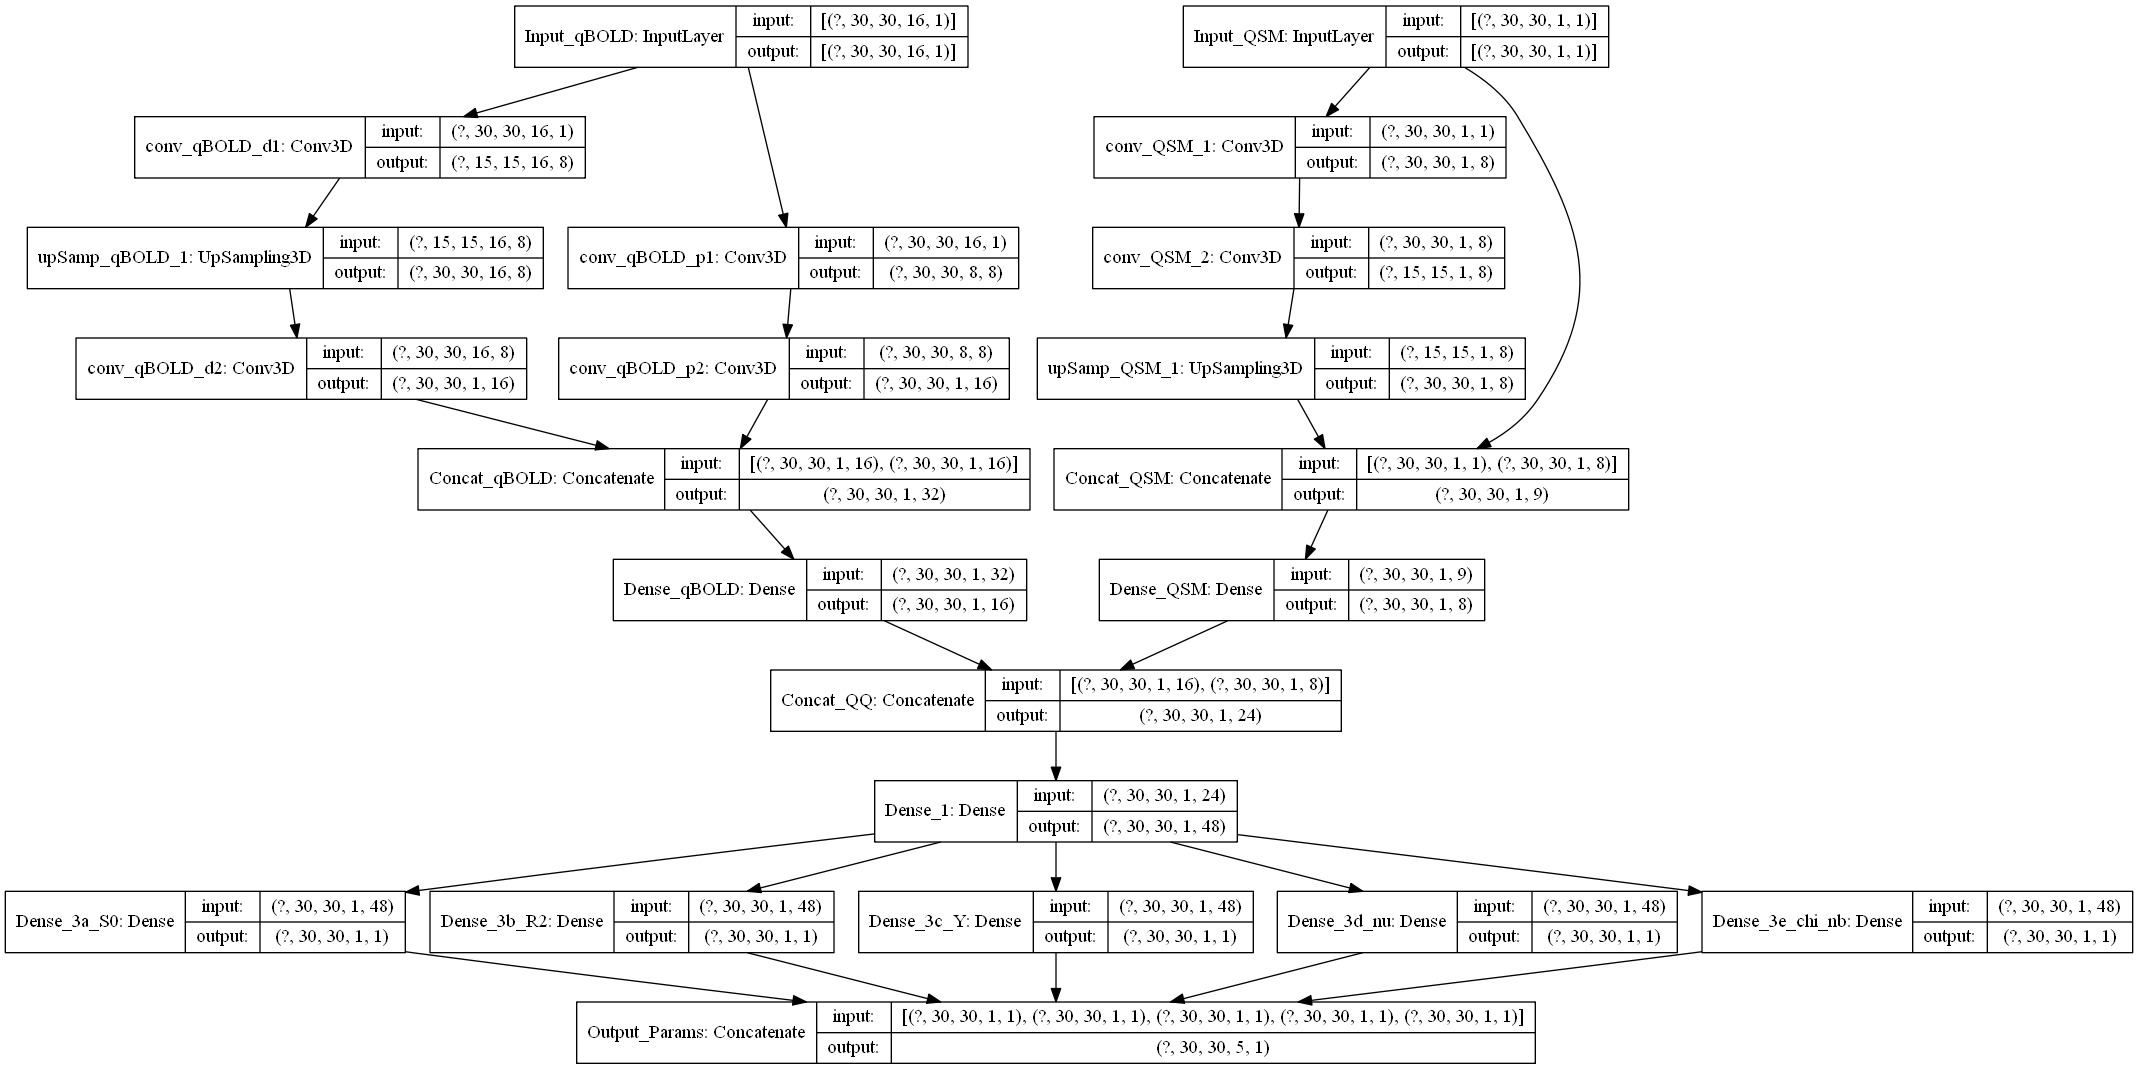 Input_qBOLD: InputLayer
input: [(?, 30, 30, 16, 1)]
output: [(?, 30, 30, 16, 1)]
Input_QSM: InputLayer
input: [(?, 30, 30, 1, 1)]
output: [(?, 30, 30, 1, 1)]
conv_qBOLD_d1: Conv3D
input: (?, 30, 30, 16, 1)
output: (?, 15, 15, 16, 8)
conv_QSM_1: Conv3D
input: (?, 30, 30, 1, 1)
output: (?, 30, 30, 1, 8)
upSamp_qBOLD_1: UpSampling3D
input: (?, 15, 15, 16, 8)
output: (?, 30, 30, 16, 8)
conv_qBOLD_p1: Conv3D
input: (?, 30, 30, 16, 1)
output: (?, 30, 30, 8, 8)
conv_QSM_2: Conv3D
input: (?, 30, 30, 1, 8)
output: (?, 15, 15, 1, 8)
conv_qBOLD_d2: Conv3D
input: (?, 30, 30, 16, 8)
output: (?, 30, 30, 1, 16)
conv_qBOLD_p2: Conv3D
input: (?, 30, 30, 8, 8)
output: (?, 30, 30, 1, 16)
upSamp_QSM_1: UpSampling3D
input: (?, 15, 15, 1, 8)
output: (?, 30, 30, 1, 8)
Concat_qBOLD: Concatenate
input: [(?, 30, 30, 1, 16), (?, 30, 30, 1, 16)]
output: (?, 30, 30, 1, 32)
Concat_QSM: Concatenate
input: [(?, 30, 30, 1, 1), (?, 30, 30, 1, 8)]
output: (?, 30, 30, 1, 9)
Dense_qBOLD: Dense
input: (?, 30, 30, 1, 32)
output: (?, 30, 30, 1, 16)
Dense_QSM: Dense
input: (?, 30, 30, 1, 9)
output: (?, 30, 30, 1, 8)
Concat_QQ: Concatenate
input: [(?, 30, 30, 1, 16), (?, 30, 30, 1, 8)]
output: (?, 30, 30, 1, 24)
Dense_1: Dense
input: (?, 30, 30, 1, 24)
output: (?, 30, 30, 1, 48)
Dense_3a_S0: Dense
input: (?, 30, 30, 1, 48)
output: (?, 30, 30, 1, 1)
Dense_3b_R2: Dense
input: (?, 30, 30, 1, 48)
output: (?, 30, 30, 1, 1)
Dense_3c_Y: Dense
input: (?, 30, 30, 1, 48)
output: (?, 30, 30, 1, 1)
Dense_3d_nu: Dense
input: (?, 30, 30, 1, 48)
output: (?, 30, 30, 1, 1)
Dense_3e_chi_nb: Dense
input: (?, 30, 30, 1, 48)
output: (?, 30, 30, 1, 1)
Output_Params: Concatenate
input: [(?, 30, 30, 1, 1), (?, 30, 30, 1, 1), (?, 30, 30, 1, 1), (?, 30, 30, 1, 1), (?, 30, 30, 1, 1)]
output: (?, 30, 30, 5, 1)